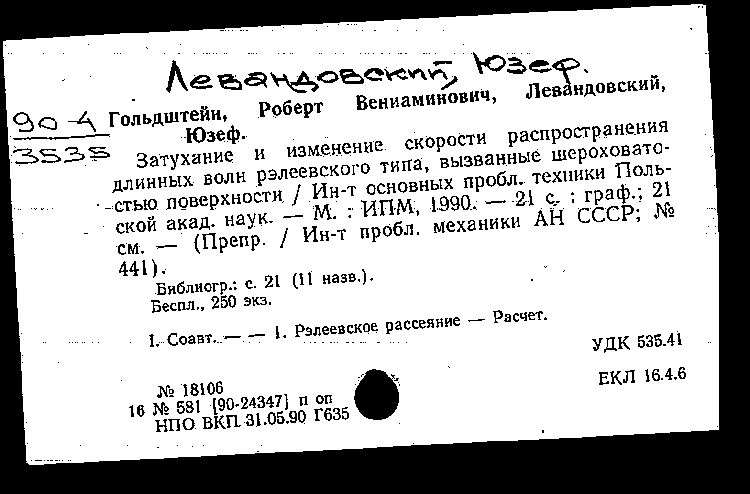 Левандовский, Юзеф.
90-4
3535
Гольдштейн, Роберт Вениаминович, Левандовский,
Юзеф.
Затухание и изменение скорости распространения
длинных волн рэлеевского типа, вызванные шероховато-
стью поверхности / Ин-т основных пробл. техники Поль-
ской акад. наук. — М. : ИПМ, 1990. — 21 с. : граф.; 21
см. — (Препр. / Ин-т пробл. механики АН СССР; №
441).
Библиогр.: с. 21 (11 назв.).
Беспл., 250 экз.
I. Соавт. — — 1. Рэлеевское рассеяние — Расчет.
УДК 535.41
ЕКЛ 16.4.6
№ 18106
16 № 581 [90-24347] п оп
НПО ВКП 31.05.90 Г635